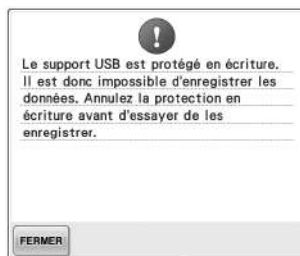 Le support USB est protégé en écriture.
Il est donc impossible d'enregistrer les
données. Annulez la protection en
écriture avant d'essayer de les
enregistrer.
FERMER